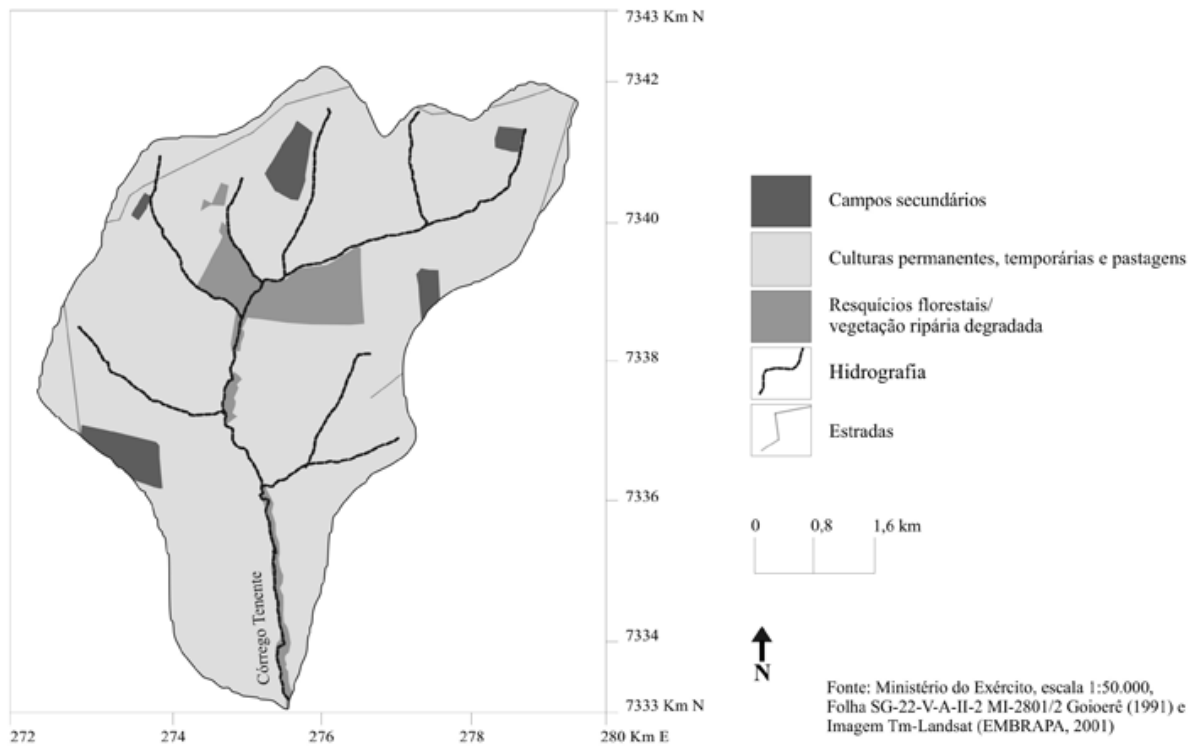 7343 Km N
7342
7340
7338
7336
7334
7333 Km N
272
274
276
278
280 Km E
Córrego Tenente
Campos secundários
Culturas permanentes, temporárias e pastagens
Resquícios florestais/
vegetação ripária degradada
Hidrografia
Estradas
0 0,8 1,6 km
N
Fonte: Ministério do Exército, escala 1:50.000,
Folha SG-22-V-A-II-2 MI-2801/2 Goioerê (1991) e
Imagem Tm-Landsat (EMBRAPA, 2001)